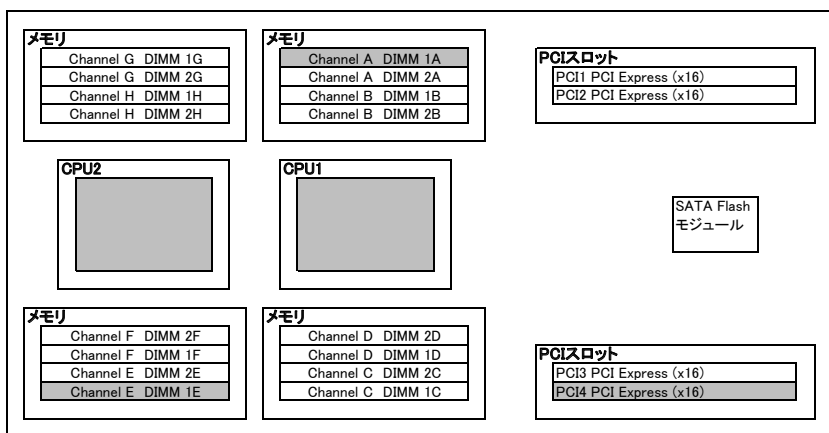 メモリ
Channel G DIMM 1G
Channel G DIMM 2G
Channel H DIMM 1H
Channel H DIMM 2H
メモリ
Channel A DIMM 1A
Channel A DIMM 2A
Channel B DIMM 1B
Channel B DIMM 2B
PCIスロット
PCI1 PCI Express (x16)
PCI2 PCI Express (x16)
CPU2
CPU1
SATA Flash
モジュール
メモリ
Channel F DIMM 2F
Channel F DIMM 1F
Channel E DIMM 2E
Channel E DIMM 1E
メモリ
Channel D DIMM 2D
Channel D DIMM 1D
Channel C DIMM 2C
Channel C DIMM 1C
PCIスロット
PCI3 PCI Express (x16)
PCI4 PCI Express (x16)